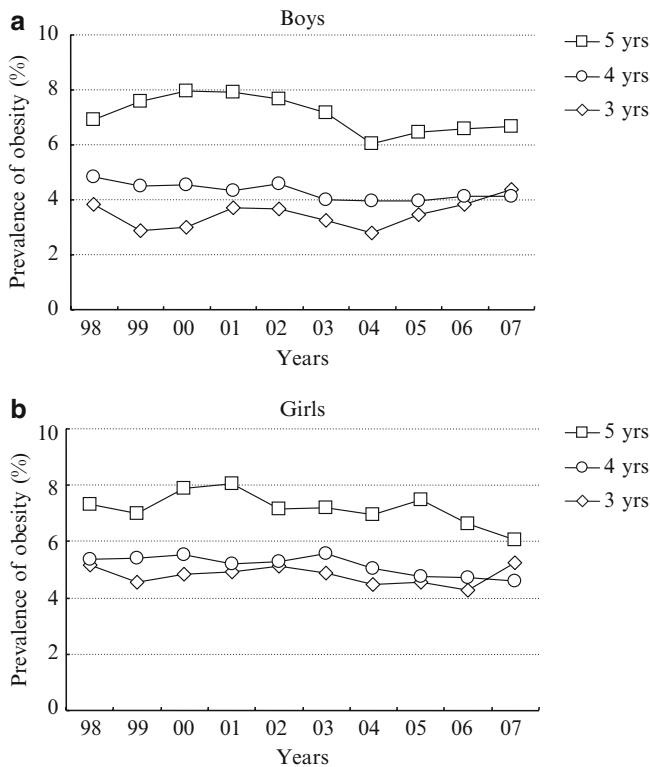 a
Boys
10
8
6
4
2
0
Prevalence of obesity (%)
98 99 00 01 02 03 04 05 06 07
Years
5 yrs
4 yrs
3 yrs
b
Girls
10
8
6
4
2
0
Prevalence of obesity (%)
98 99 00 01 02 03 04 05 06 07
Years
5 yrs
4 yrs
3 yrs